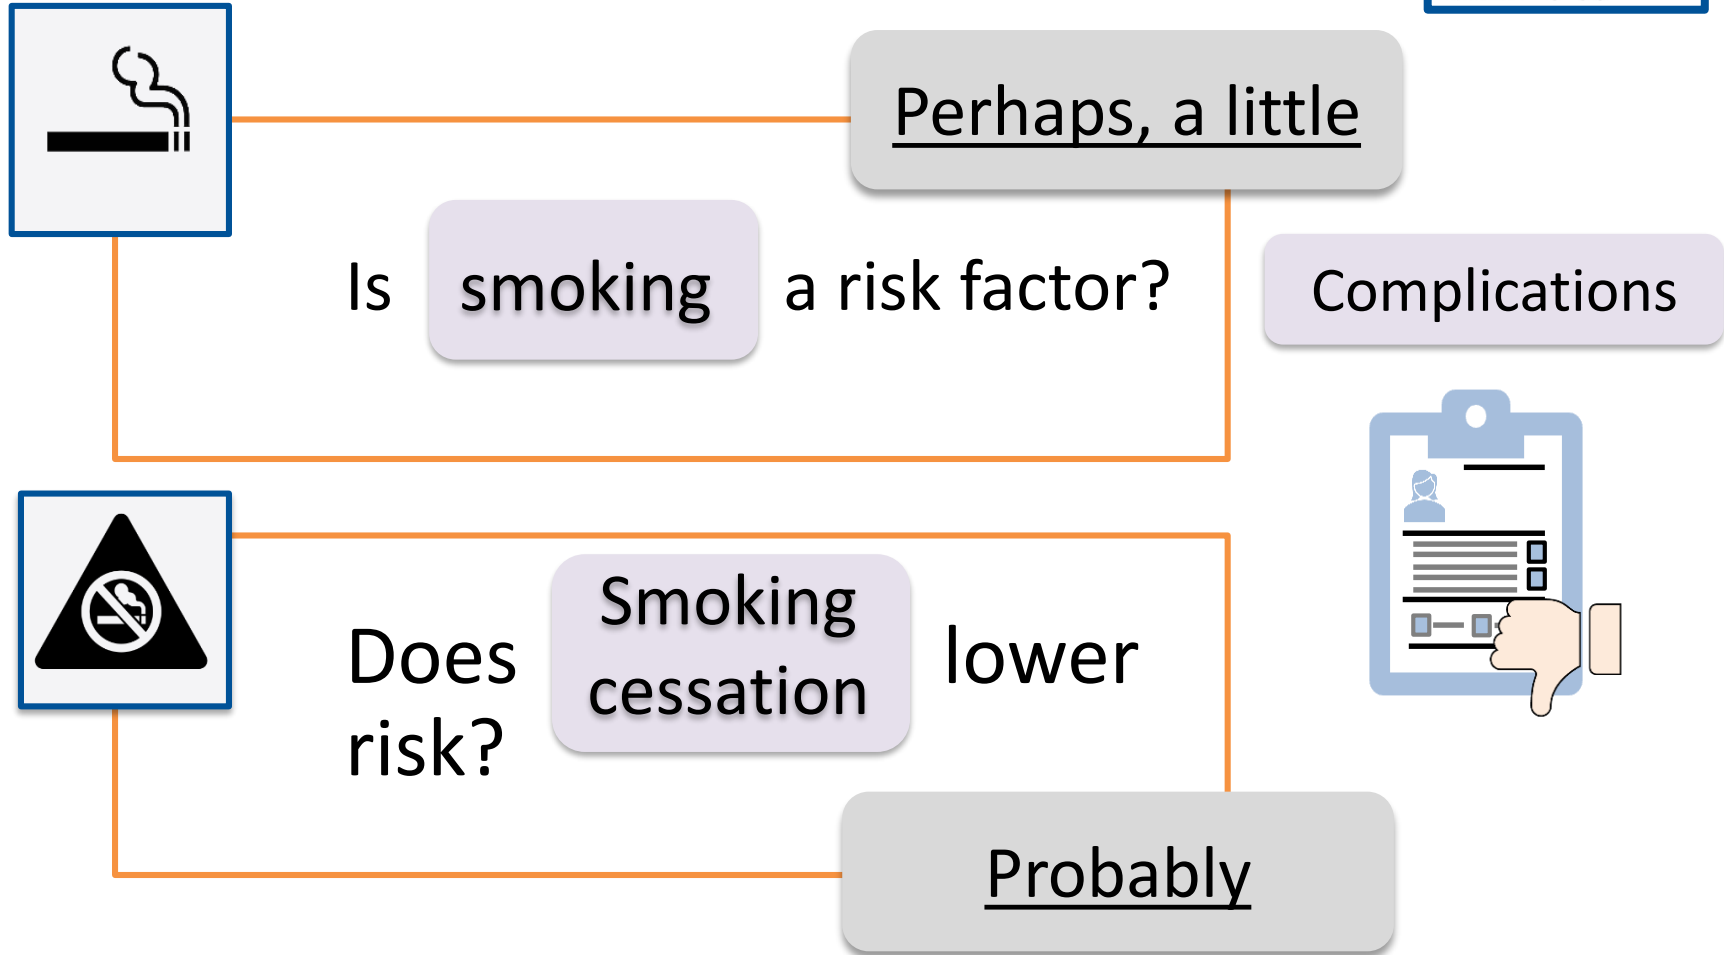 Perhaps, a little
Is smoking a risk factor?
Complications
Does Smoking cessation lower
risk?
Probably